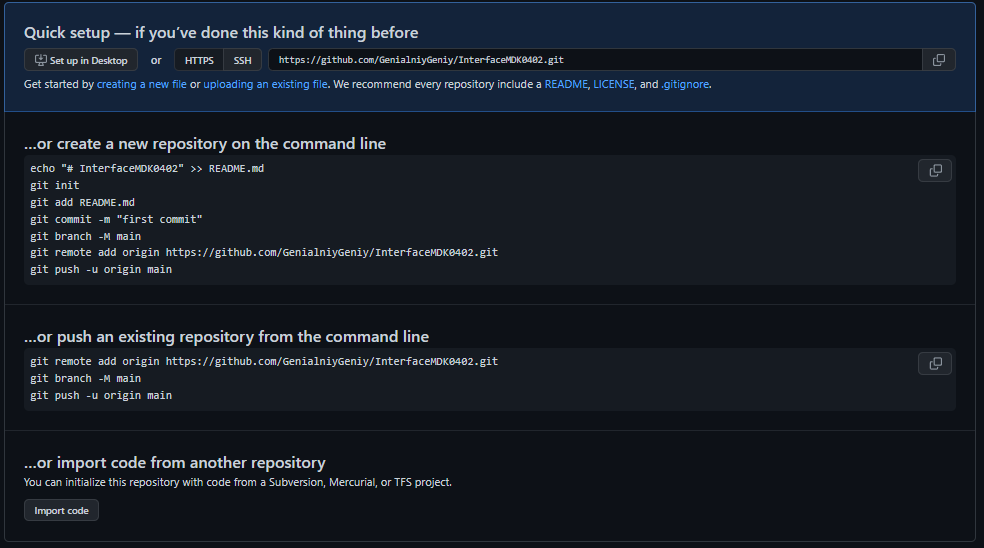 Quick setup — if you've done this kind of thing before
Set up in Desktop or HTTPS SSH https://github.com/GenialniyGeniy/InterfaceMDK0402.git
Get started by creating a new file or uploading an existing file. We recommend every repository include a README, LICENSE, and .gitignore.
...or create a new repository on the command line
echo "# InterfaceMDK0402" >> README.md
git init
git add README.md
git commit -m "first commit"
git branch -M main
git remote add origin https://github.com/GenialniyGeniy/InterfaceMDK0402.git
git push -u origin main
...or push an existing repository from the command line
git remote add origin https://github.com/GenialniyGeniy/InterfaceMDK0402.git
git branch -M main
git push -u origin main
...or import code from another repository
You can initialize this repository with code from a Subversion, Mercurial, or TFS project.
Import code